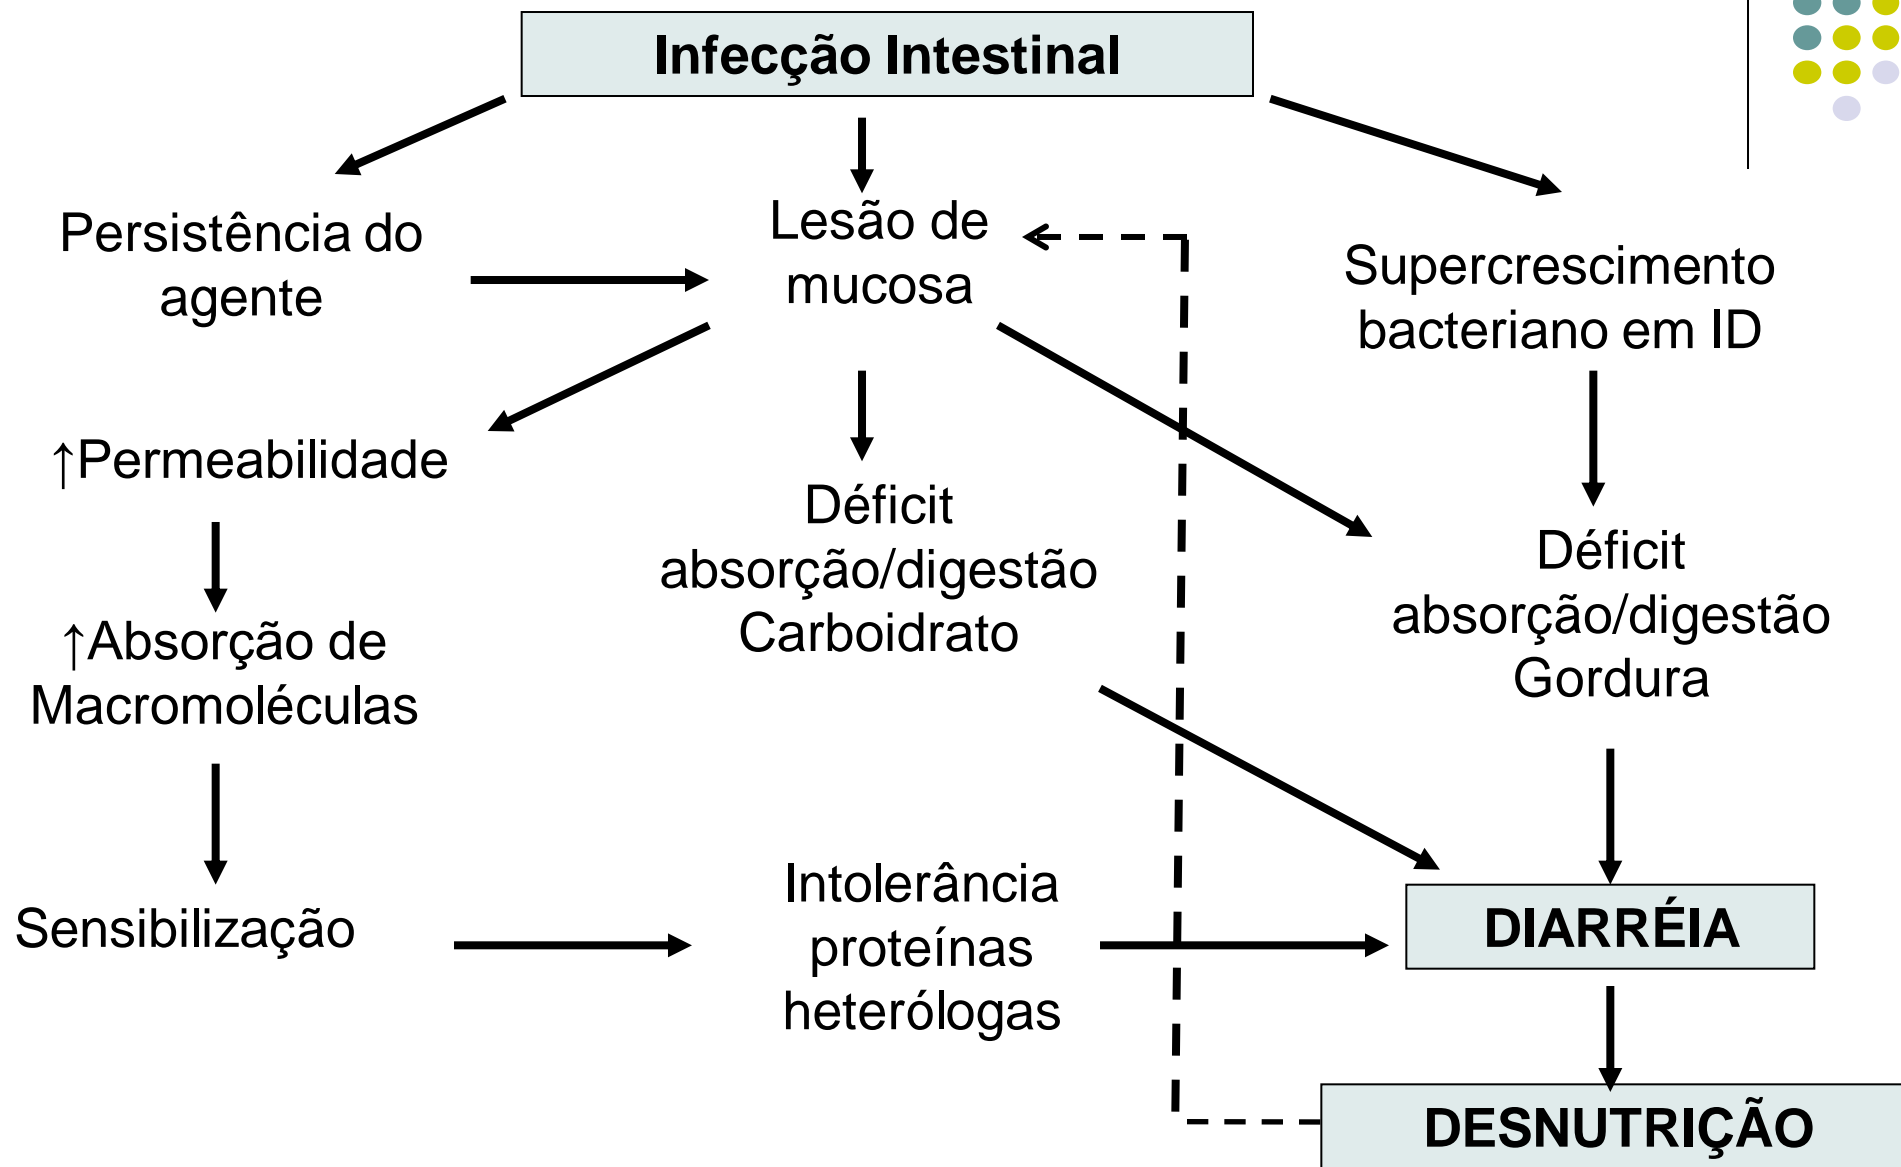 Infecção Intestinal
Persistência do
agente
Lesão de
mucosa
Supercrescimento
bacteriano em ID
↑Permeabilidade
Déficit
absorção/digestão
Carboidrato
Déficit
absorção/digestão
Gordura
↑Absorção de
Macromoléculas
Sensibilização
Intolerância
proteínas
heterólogas
DIARRÉIA
DESNUTRIÇÃO